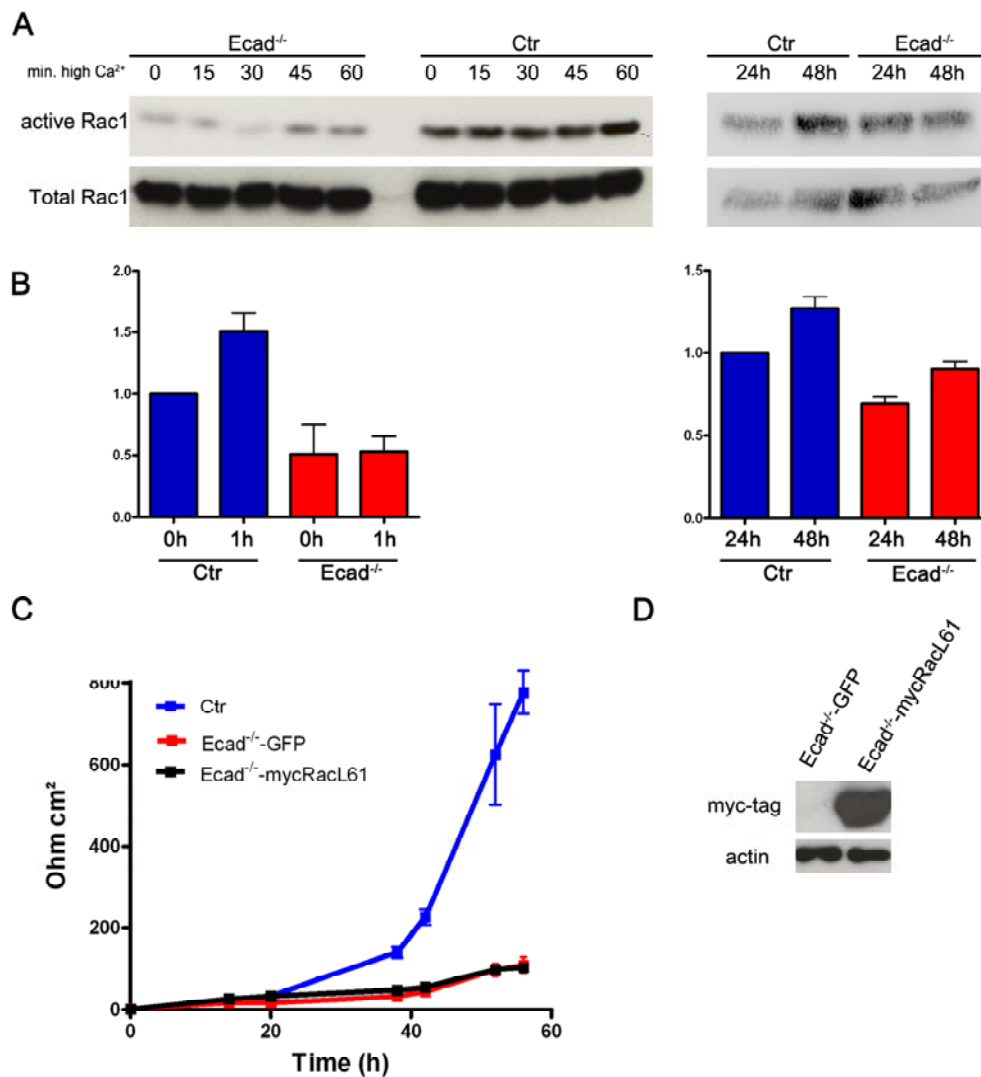 A
Ecad-/- Ctr Ctr Ecad-/-
min. high Ca2+ 0 15 30 45 60 0 15 30 45 60 24h 48h 24h 48h
active Rac1
Total Rac1
B
2.0
1.5
1.0
0.5
0.0
0h 1h 0h 1h
Ctr Ecad-/-
1.5
1.0
0.5
0.0
24h 48h 24h 48h
Ctr Ecad-/-
C
800
600
400
200
0
Ohm cm²
Ctr
Ecad-/--GFP
Ecad-/--mycRacL61
0 20 40 60
Time (h)
D
Ecad-/--GFP
Ecad-/--mycRacL61
myc-tag
actin